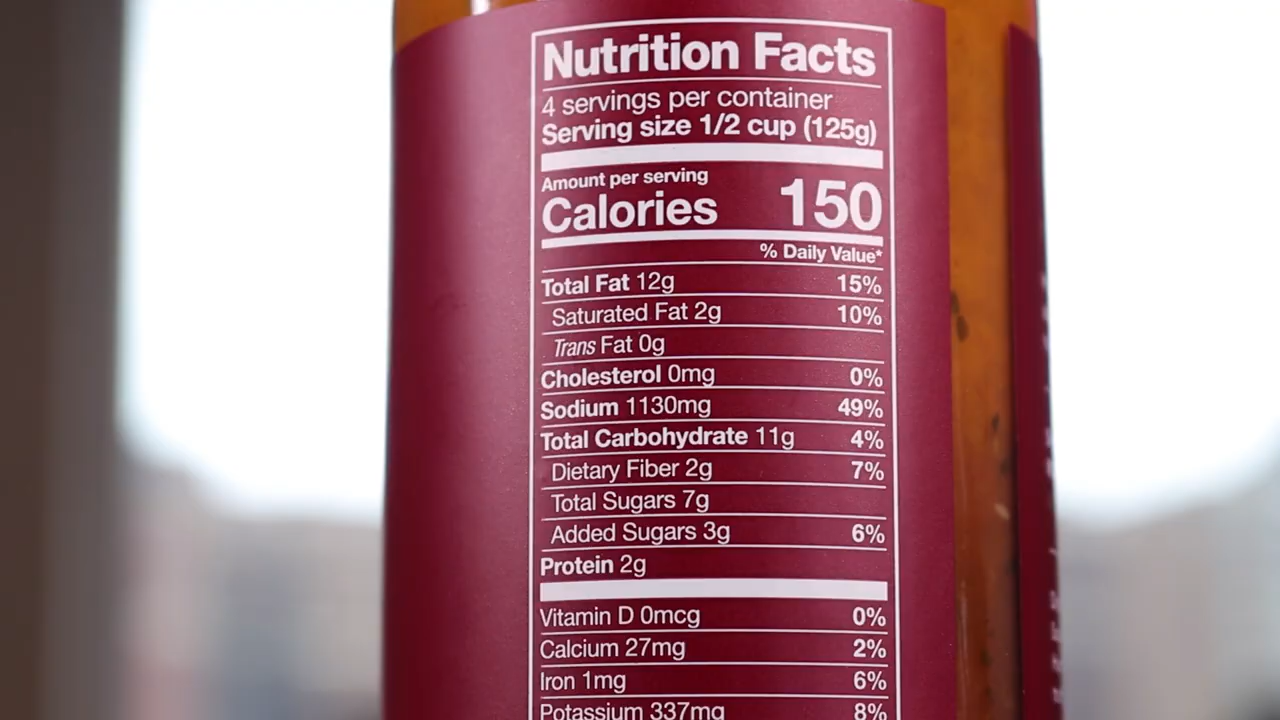 Nutrition Facts
4 servings per container
Serving size 1/2 cup (125g)
Amount per serving
Calories 150
% Daily Value*
Total Fat 12g 15%
Saturated Fat 2g 10%
Trans Fat 0g
Cholesterol 0mg 0%
Sodium 1130mg 49%
Total Carbohydrate 11g 4%
Dietary Fiber 2g 7%
Total Sugars 7g
Added Sugars 3g 6%
Protein 2g
Vitamin D 0mcg 0%
Calcium 27mg 2%
Iron 1mg 6%
Potassium 337mg 8%